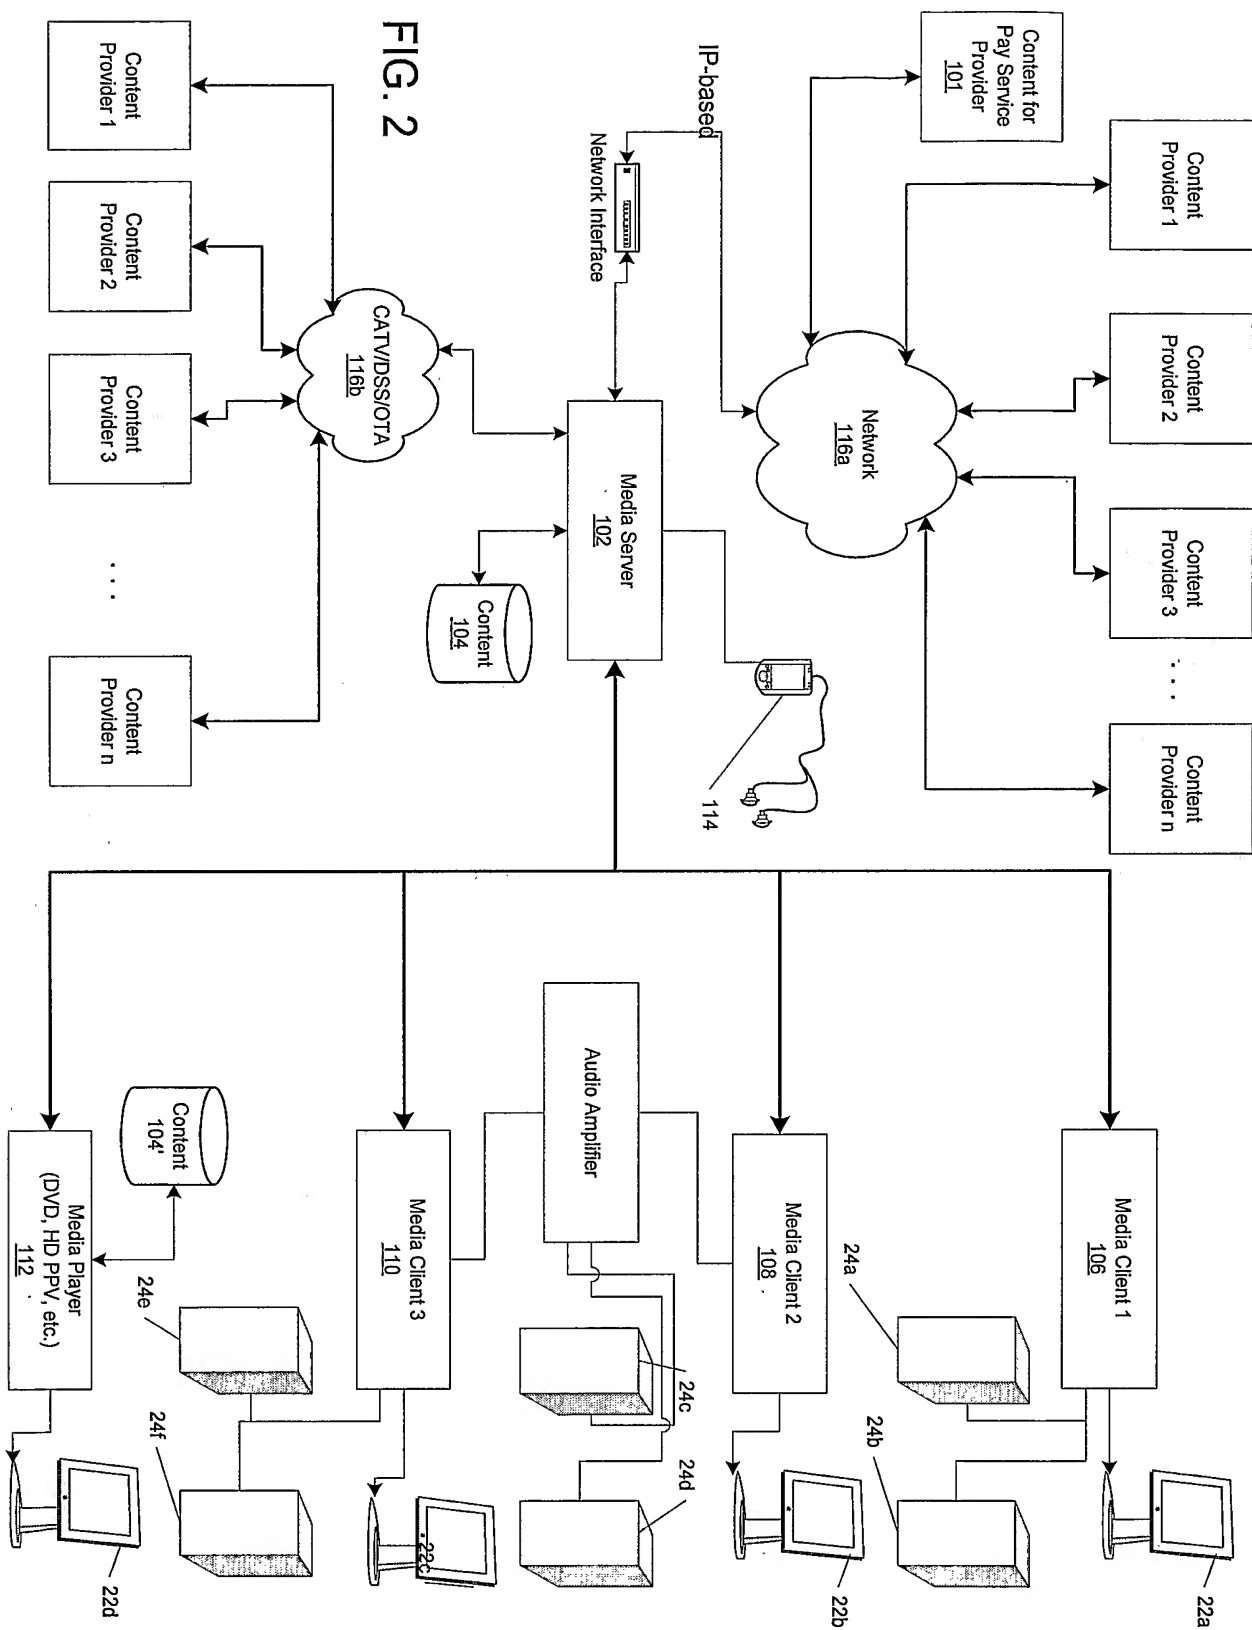 Content
Provider 1
Content
Provider 2
Content
Provider 3
. . .
Content
Provider n
Content for
Pay Service
Provider
101
Network
116a
IP-based
Network Interface
114
Media Server
102
Content
104
CATV/DSS/OTA
116b
FIG. 2
Content
Provider 1
Content
Provider 2
Content
Provider 3
. . .
Content
Provider n
Media Client 1
106
24a
24b
22a
Media Client 2
108
22b
Audio Amplifier
24c
24d
Media Client 3
110
22c
24e
24f
Content
104'
Media Player
(DVD, HD PPV, etc.)
112
22d